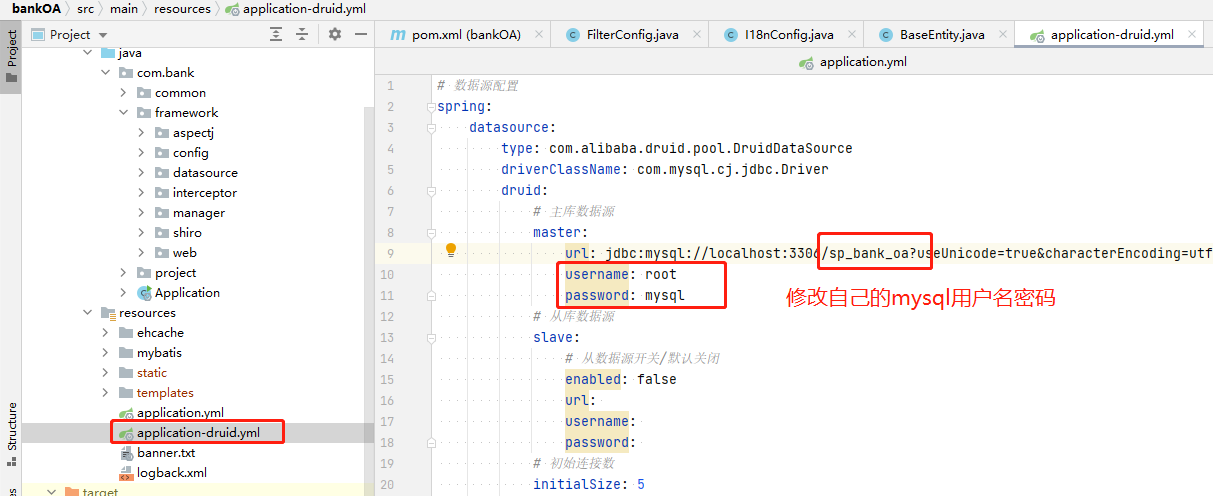 bankOA › src › main › resources › application-druid.yml
Project
Project
pom.xml (bankOA)
FilterConfig.java
I18nConfig.java
BaseEntity.java
application-druid.yml
application.yml
java
com.bank
common
framework
aspectj
config
datasource
interceptor
manager
shiro
web
project
Application
resources
ehcache
mybatis
static
templates
application.yml
application-druid.yml
banner.txt
logback.xml
target
Structure
1 # 数据源配置
2 spring:
3 datasource:
4 type: com.alibaba.druid.pool.DruidDataSource
5 driverClassName: com.mysql.cj.jdbc.Driver
6 druid:
7 # 主库数据源
8 master:
9 url: jdbc:mysql://localhost:3306/sp_bank_oa?useUnicode=true&characterEncoding=utf
10 username: root
11 password: mysql
修改自己的mysql用户名密码
12 # 从库数据源
13 slave:
14 # 从数据源开关/默认关闭
15 enabled: false
16 url:
17 username:
18 password:
19 # 初始连接数
20 initialSize: 5